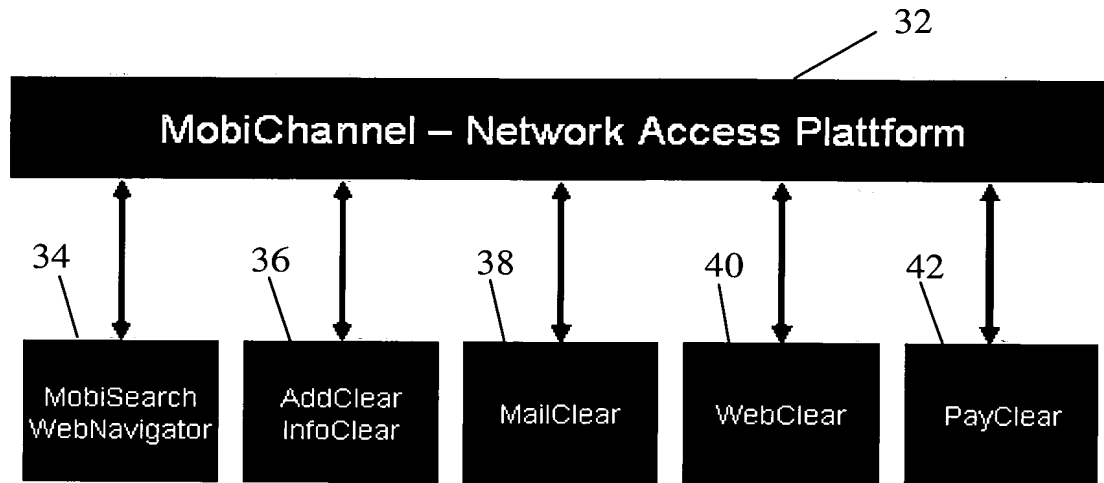 32
MobiChannel – Network Access Plattform
34
36
38
40
42
MobiSearch
WebNavigator
AddClear
InfoClear
MailClear
WebClear
PayClear